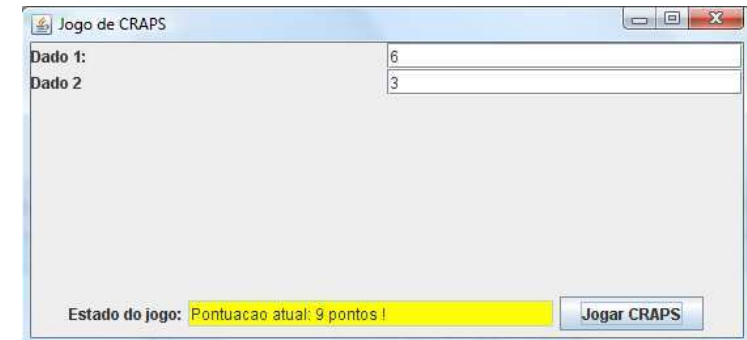 Jogo de CRAPS
Dado 1: 6
Dado 2 3
Estado do jogo: Pontuacao atual: 9 pontos ! Jogar CRAPS